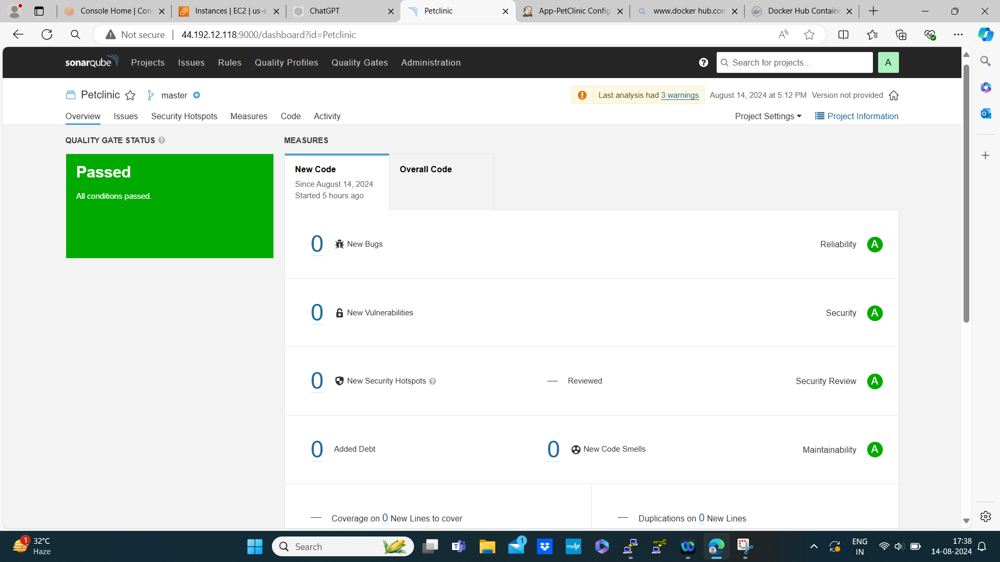 Console Home | Con
Instances | EC2 | us-e
ChatGPT
Petclinic
App-PetClinic Config
www.docker hub.com
Docker Hub Containe
Not secure
44.192.12.118:9000/dashboard?id=Petclinic
sonarqube
Projects
Issues
Rules
Quality Profiles
Quality Gates
Administration
Search for projects...
A
Petclinic
master
Last analysis had 3 warnings
August 14, 2024 at 5:12 PM
Version not provided
Overview
Issues
Security Hotspots
Measures
Code
Activity
Project Settings
Project Information
QUALITY GATE STATUS
MEASURES
Passed
All conditions passed.
New Code
Since August 14, 2024
Started 5 hours ago
Overall Code
0 New Bugs
Reliability A
0 New Vulnerabilities
Security A
0 New Security Hotspots
— Reviewed
Security Review A
0 Added Debt
0 New Code Smells
Maintainability A
— Coverage on 0 New Lines to cover
— Duplications on 0 New Lines
1
32°C
Haze
Search
1
myhp
ENG
IN
17:38
14-08-2024